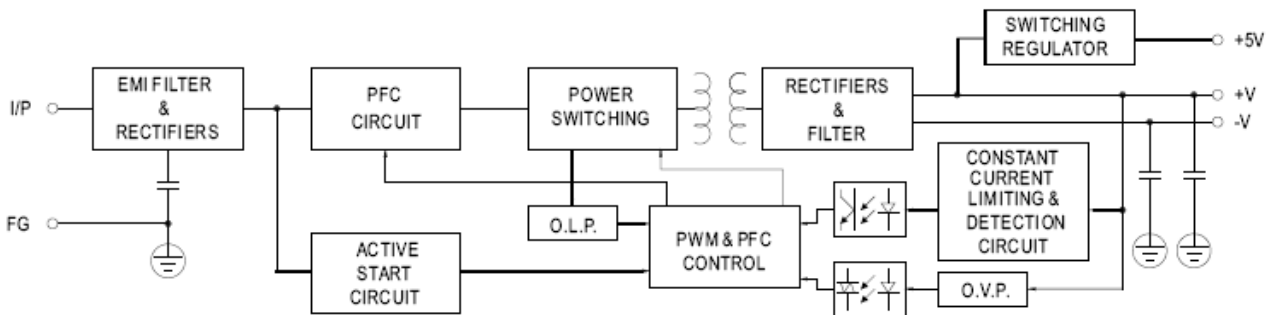 SWITCHING
REGULATOR
+5V
I/P
EMI FILTER
&
RECTIFIERS
PFC
CIRCUIT
POWER
SWITCHING
RECTIFIERS
&
FILTER
+V
-V
CONSTANT
CURRENT
LIMITING &
DETECTION
CIRCUIT
FG
O.L.P.
PWM & PFC
CONTROL
ACTIVE
START
CIRCUIT
O.V.P.